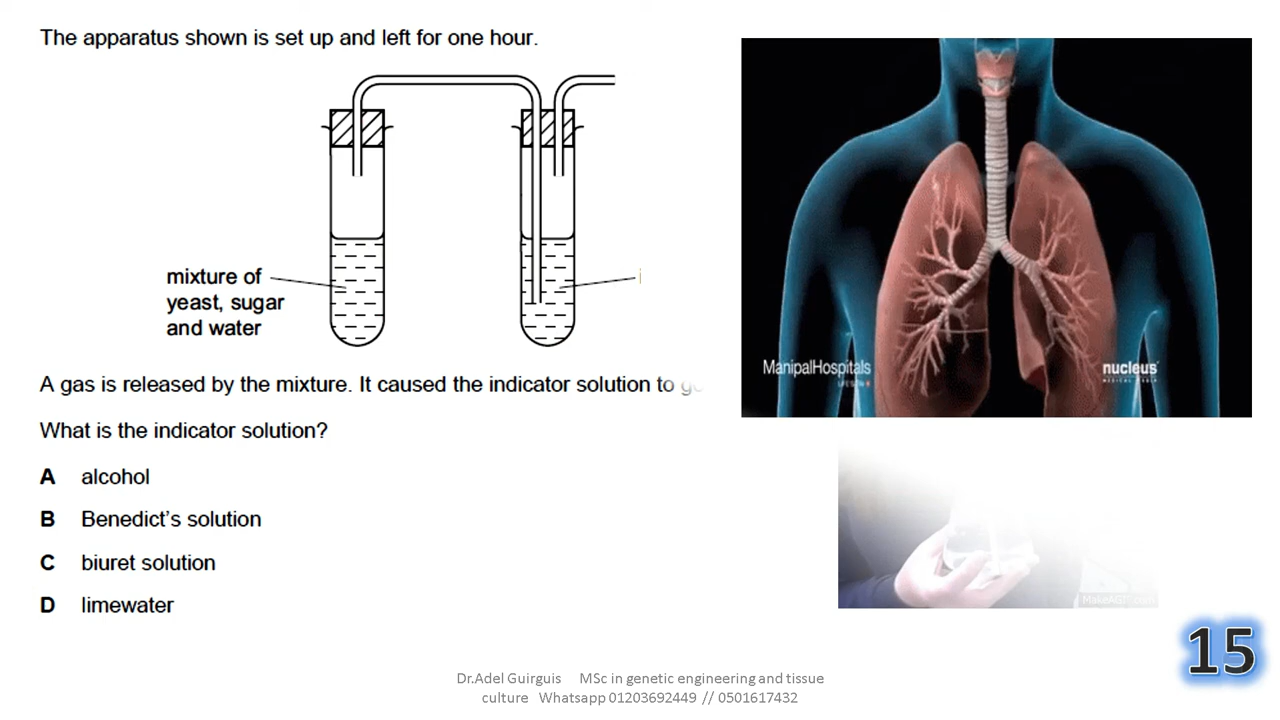 The apparatus shown is set up and left for one hour.
mixture of
yeast, sugar
and water
A gas is released by the mixture. It caused the indicator solution to
What is the indicator solution?
A alcohol
B Benedict's solution
C biuret solution
D limewater
ManipalHospitals
nucleus
15
Dr.Adel Guirguis MSc in genetic engineering and tissue
culture Whatsapp 01203692449 // 0501617432